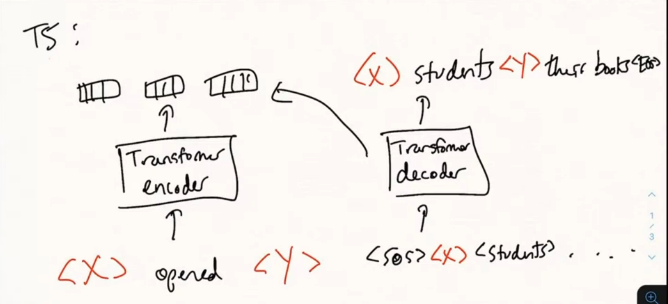 T5:
<X> students <Y> their books <EOS>
Transformer
encoder
Transformer
decoder
<X> opened <Y>
<SOS> <X> <students> . . . .
1 / 3